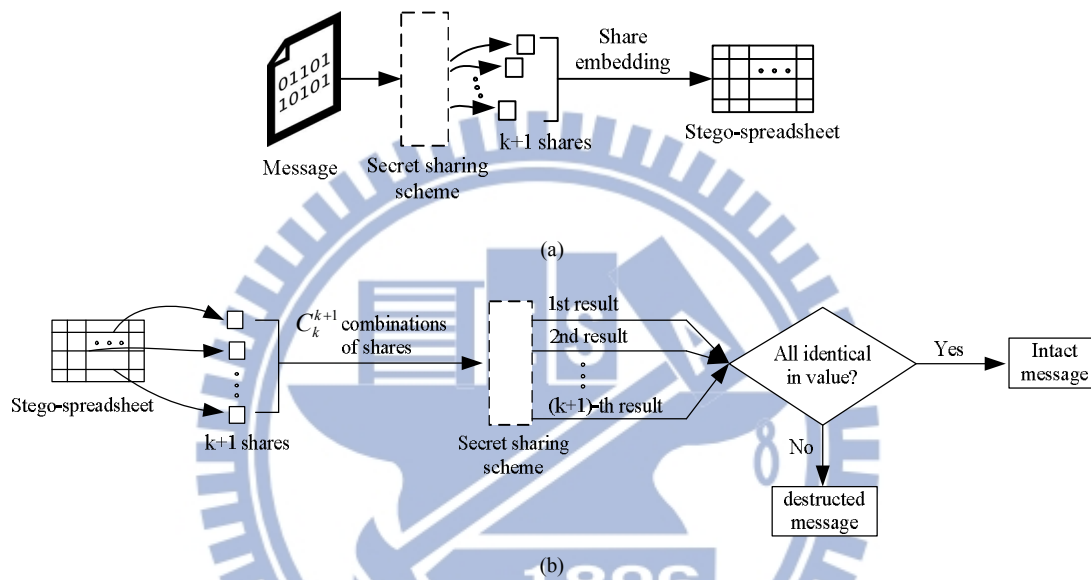 01101
10101
Message
Secret sharing
scheme
k+1 shares
Share
embedding
Stego-spreadsheet
(a)
Stego-spreadsheet
k+1 shares
C_k^{k+1} combinations
of shares
Secret sharing
scheme
1st result
2nd result
(k+1)-th result
All identical
in value?
Yes
Intact
message
No
destructed
message
(b)
S
A
8
1896